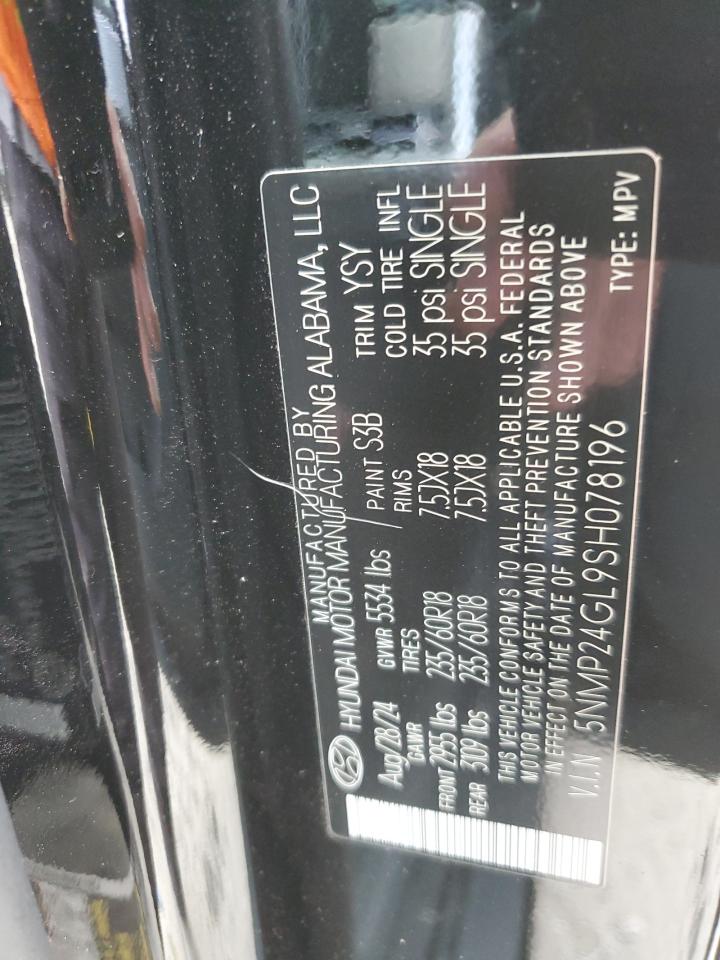 MANUFACTURED BY
HYUNDAI MOTOR MANUFACTURING ALABAMA, LLC
Aug/28/24 GVWR 5534 lbs PAINT S3B TRIM YSY
GAWR TIRES RIMS COLD TIRE INFL
FRONT 2955 lbs 235/60R18 7.5JX18 35 psi SINGLE
REAR 3109 lbs 235/60R18 7.5JX18 35 psi SINGLE
THIS VEHICLE CONFORMS TO ALL APPLICABLE U.S.A. FEDERAL
MOTOR VEHICLE SAFETY AND THEFT PREVENTION STANDARDS
IN EFFECT ON THE DATE OF MANUFACTURE SHOWN ABOVE
V.I.N 5NMP24GL9SH078196 TYPE: MPV